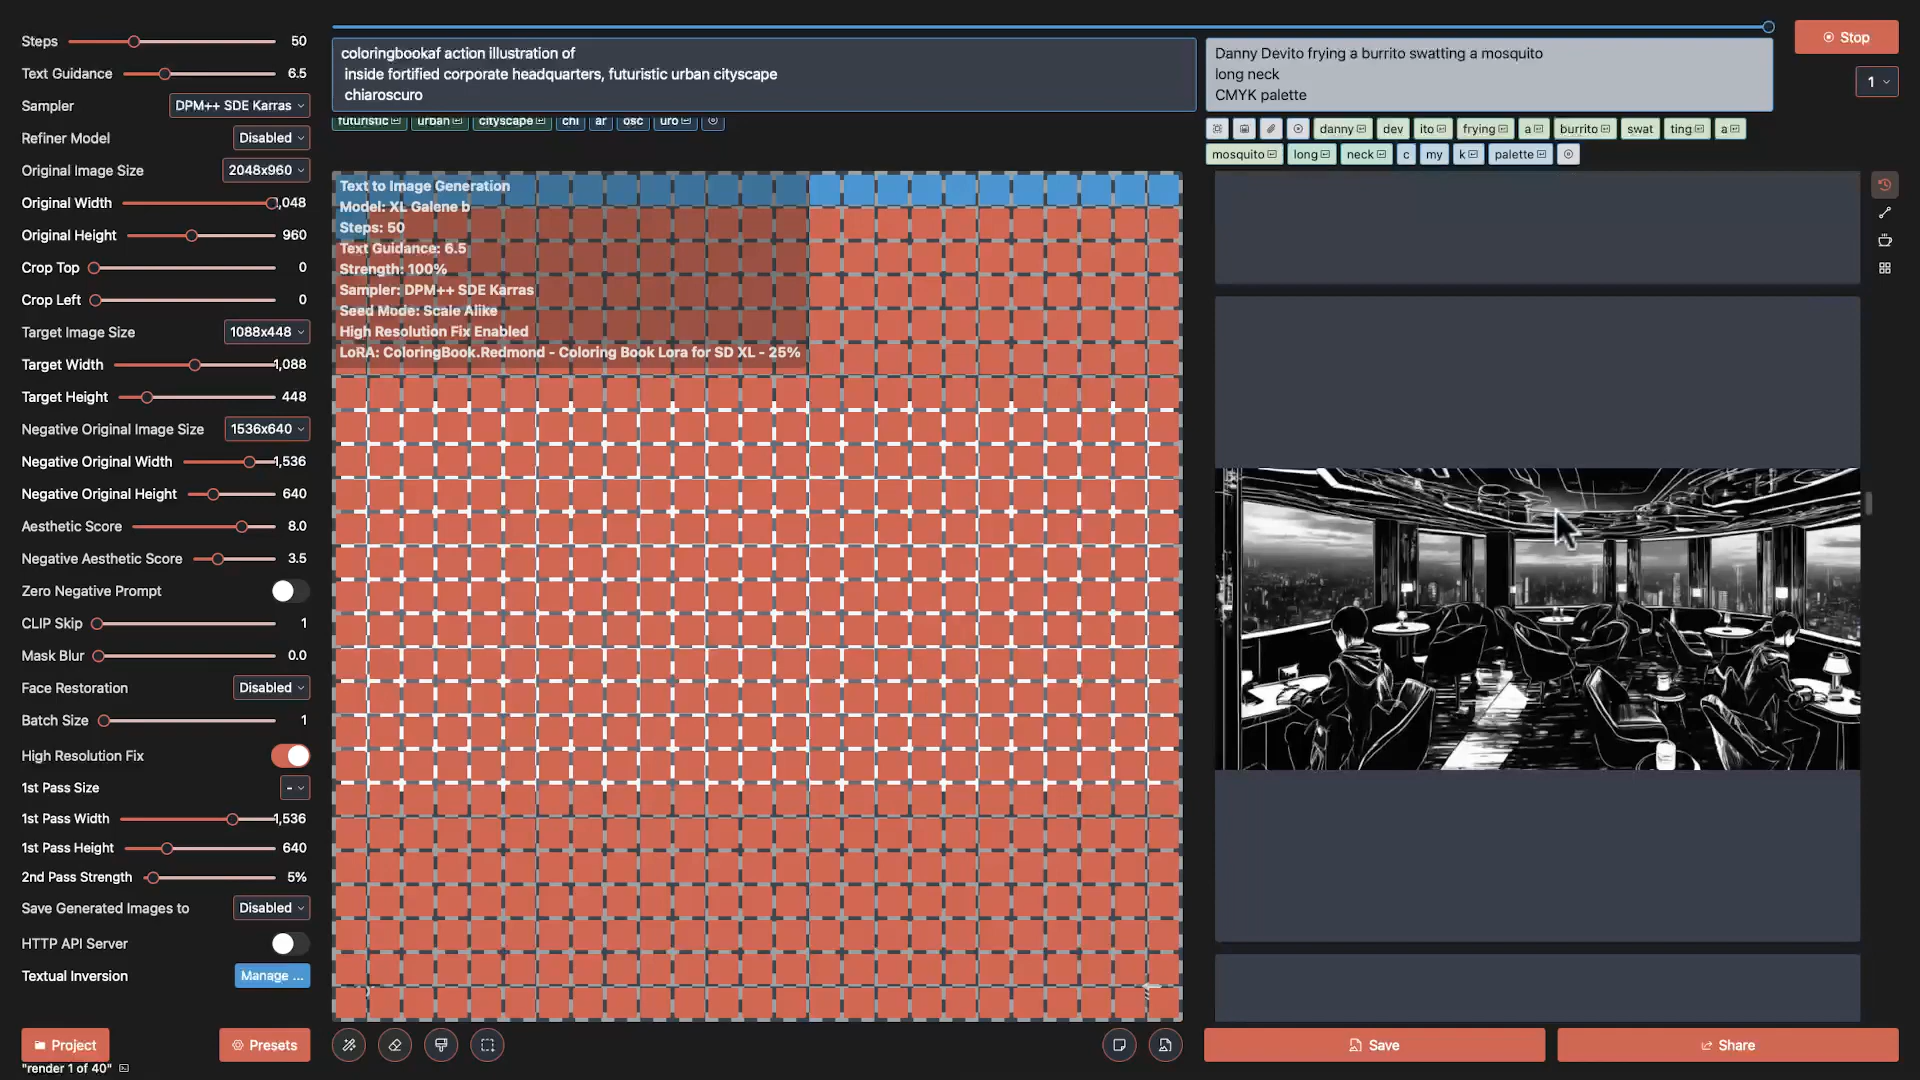 Steps 50
Text Guidance 6.5
Sampler DPM++ SDE Karras
Refiner Model Disabled
Original Image Size 2048x960
Original Width 1,048
Original Height 960
Crop Top 0
Crop Left 0
Target Image Size 1088x448
Target Width 1,088
Target Height 448
Negative Original Image Size 1536x640
Negative Original Width 1,536
Negative Original Height 640
Aesthetic Score 8.0
Negative Aesthetic Score 3.5
Zero Negative Prompt
CLIP Skip 1
Mask Blur 0.0
Face Restoration Disabled
Batch Size 1
High Resolution Fix
1st Pass Size -
1st Pass Width 1,536
1st Pass Height 640
2nd Pass Strength 5%
Save Generated Images to Disabled
HTTP API Server
Textual Inversion Manage ...
Project Presets
"render 1 of 40"
coloringbookaf action illustration of
inside fortified corporate headquarters, futuristic urban cityscape
chiaroscuro
futuristic urban cityscape chi ar osc uro
Text to Image Generation
Model: XL Galene b
Steps: 50
Text Guidance: 6.5
Strength: 100%
Sampler: DPM++ SDE Karras
Seed Mode: Scale Alike
High Resolution Fix Enabled
LoRA: ColoringBook.Redmond - Coloring Book Lora for SD XL - 25%
Danny Devito frying a burrito swatting a mosquito
long neck
CMYK palette
danny dev ito frying a burrito swat ting a
mosquito long neck c my k palette
Stop
1
Save Share